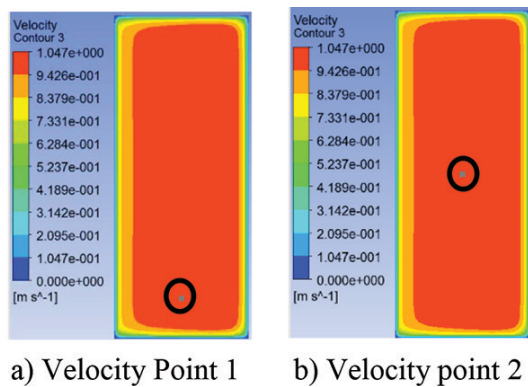 Velocity
Contour 3
1.047e+000
9.426e-001
8.379e-001
7.331e-001
6.284e-001
5.237e-001
4.189e-001
3.142e-001
2.095e-001
1.047e-001
0.000e+000
[m s^-1]
a) Velocity Point 1
Velocity
Contour 3
1.047e+000
9.426e-001
8.379e-001
7.331e-001
6.284e-001
5.237e-001
4.189e-001
3.142e-001
2.095e-001
1.047e-001
0.000e+000
[m s^-1]
b) Velocity point 2